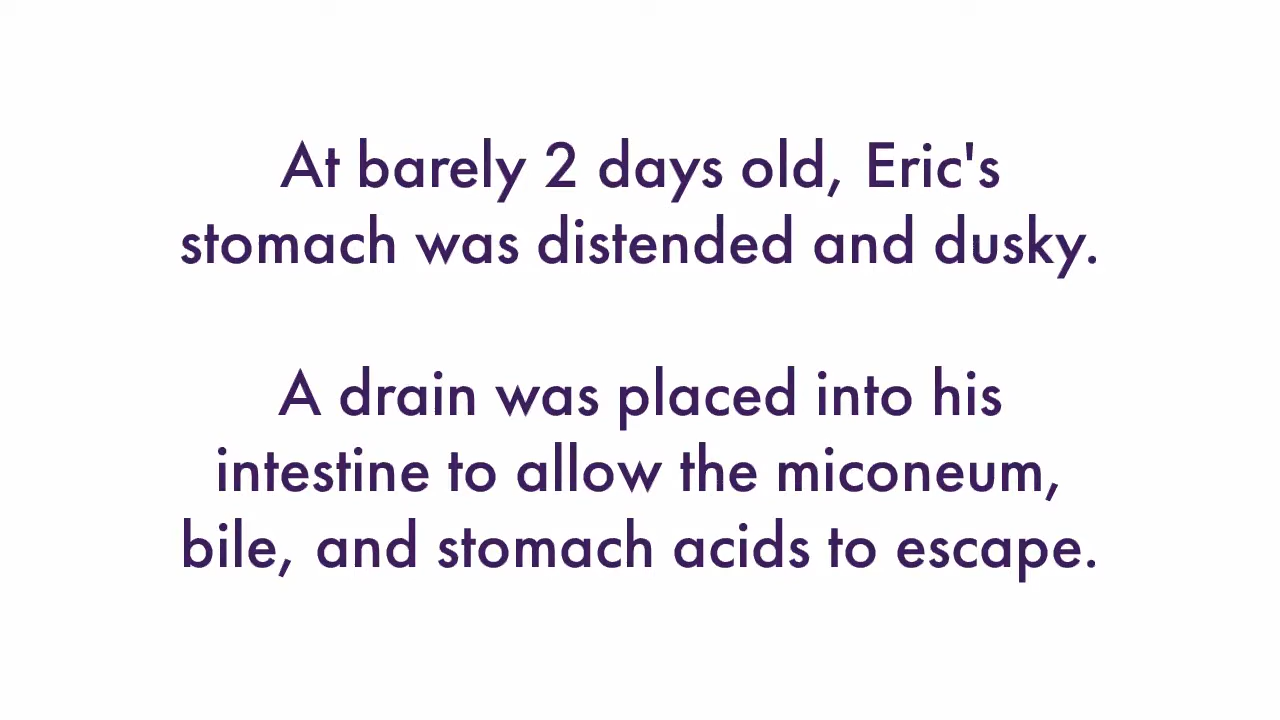 At barely 2 days old, Eric's
stomach was distended and dusky.
A drain was placed into his
intestine to allow the miconeum,
bile, and stomach acids to escape.